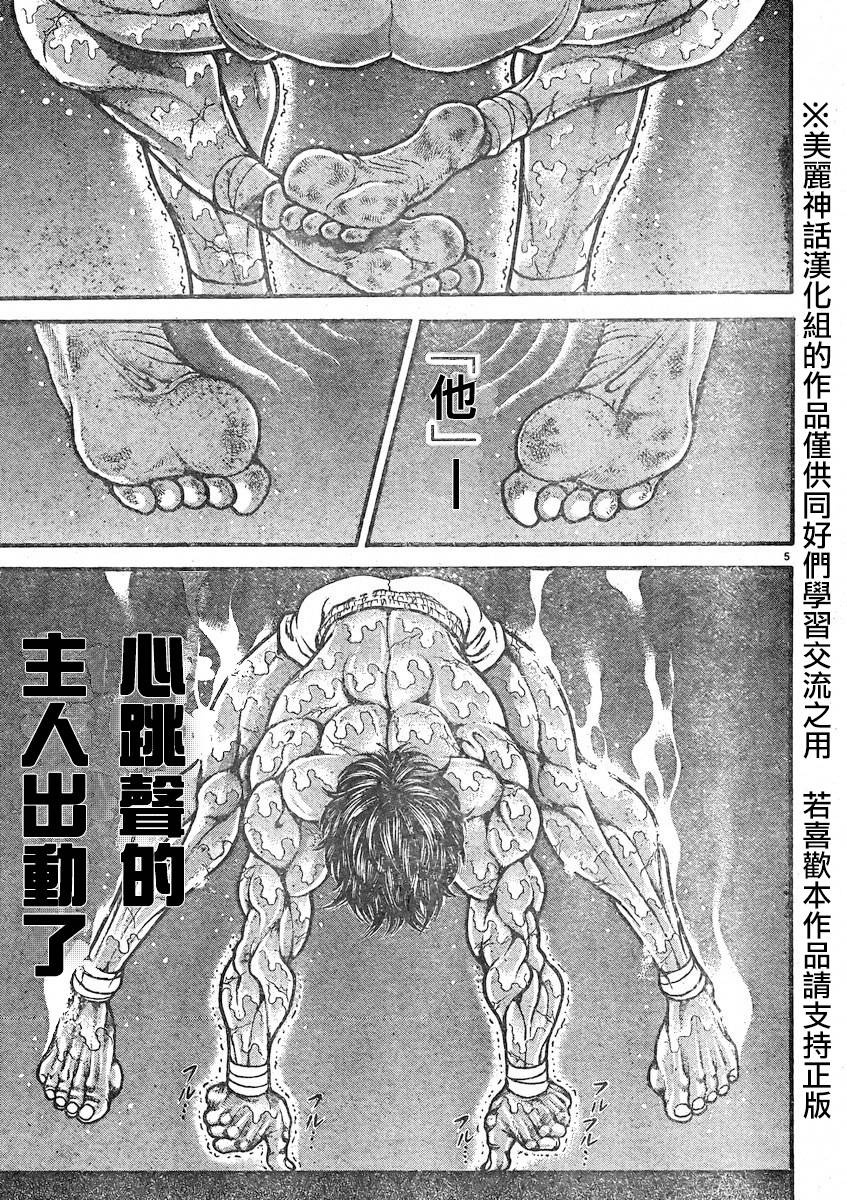 『他』—
5
心跳聲的
主人出動了
フル…
フルフル…
フル…
フルフル…
※美麗神話漢化組的作品僅供同好們學習交流之用 若喜歡本作品請支持正版